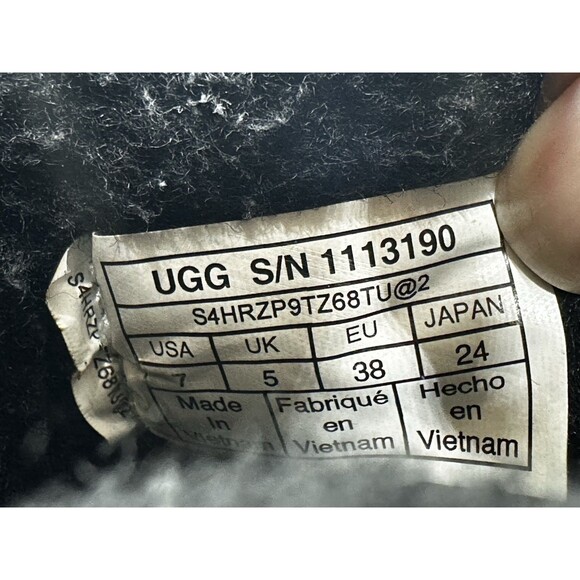 UGG S/N 1113190
S4HRZP9TZ68TU@2
USA UK EU JAPAN
7 5 38 24
Made Fabriqué Hecho
In en en
Vietnam Vietnam Vietnam